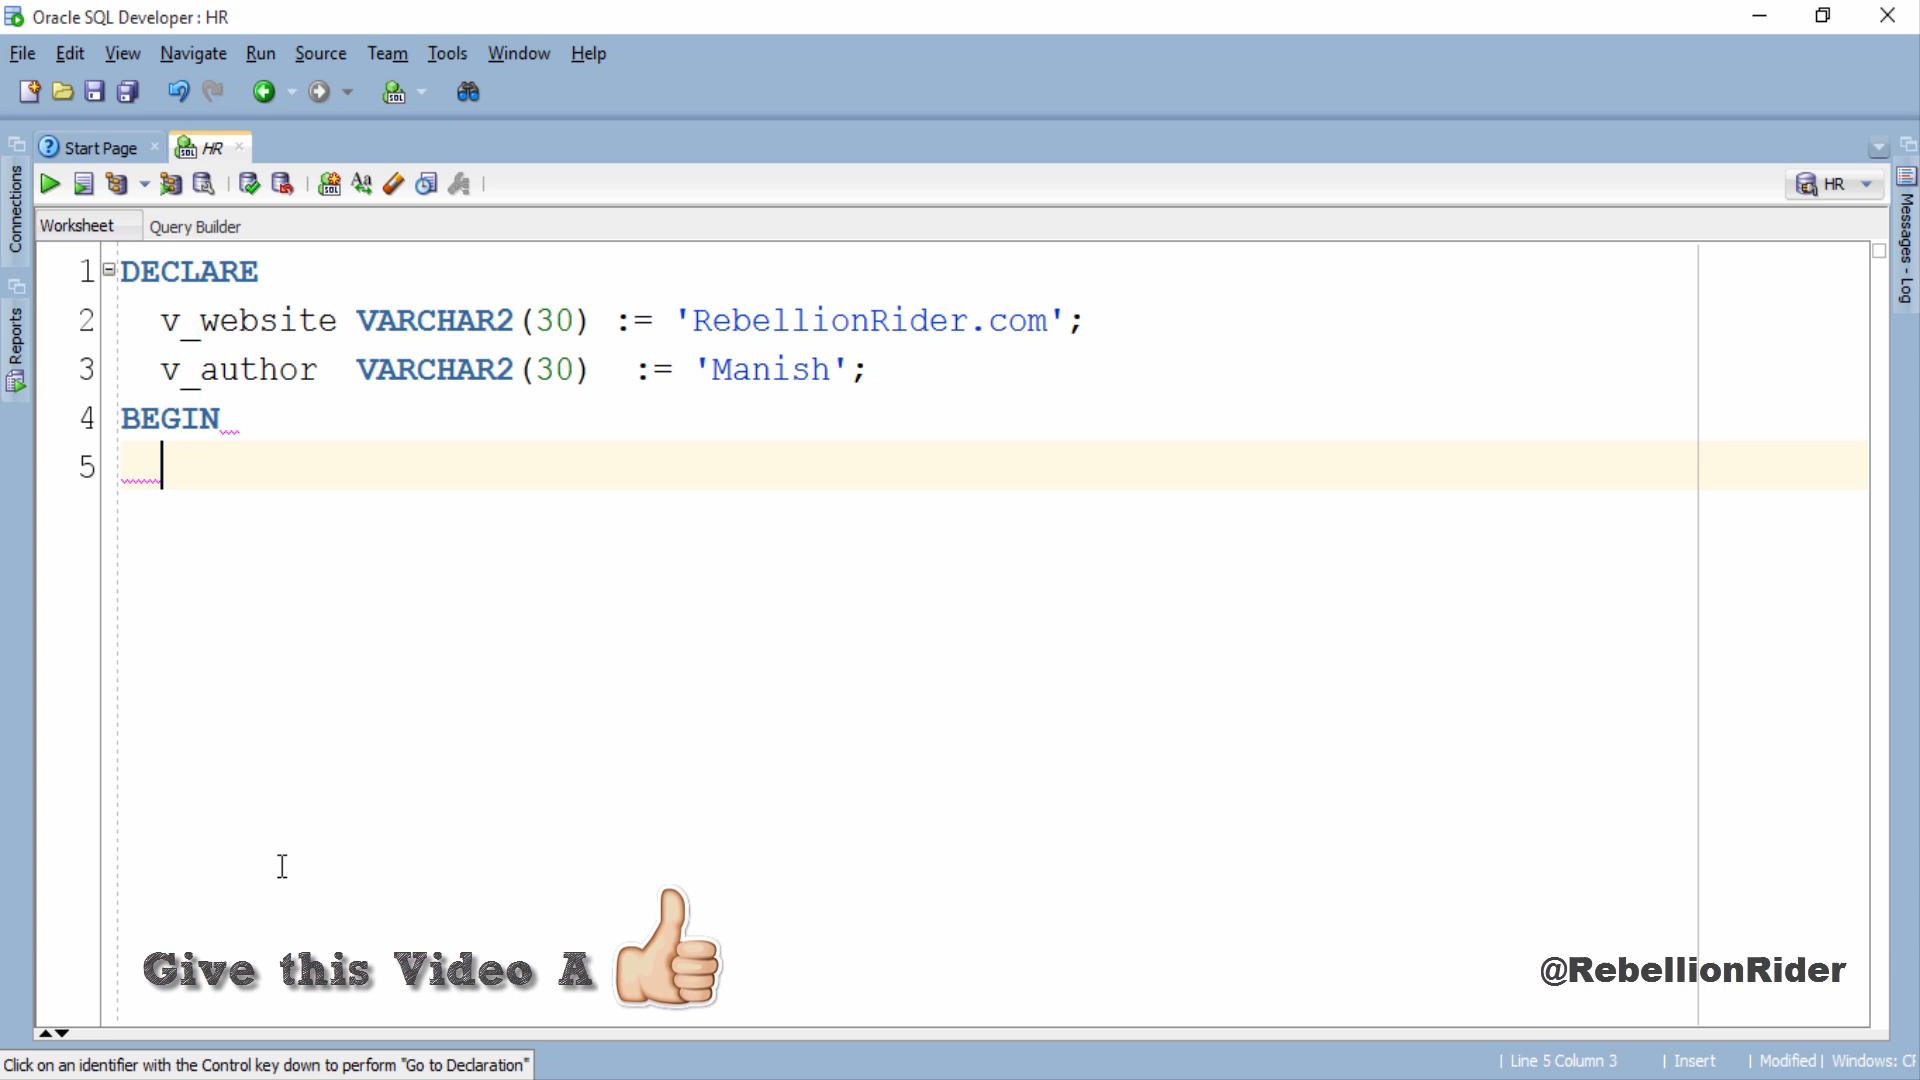 Oracle SQL Developer : HR
File Edit View Navigate Run Source Team Tools Window Help
Start Page HR
HR
Worksheet Query Builder
Connections
Reports
Messages - Log
1 DECLARE
2 v_website VARCHAR2(30) := 'RebellionRider.com';
3 v_author VARCHAR2(30) := 'Manish';
4 BEGIN
5
Give this Video A
@RebellionRider
Click on an identifier with the Control key down to perform "Go to Declaration"
| Line 5 Column 3 | Insert | Modified | Windows: